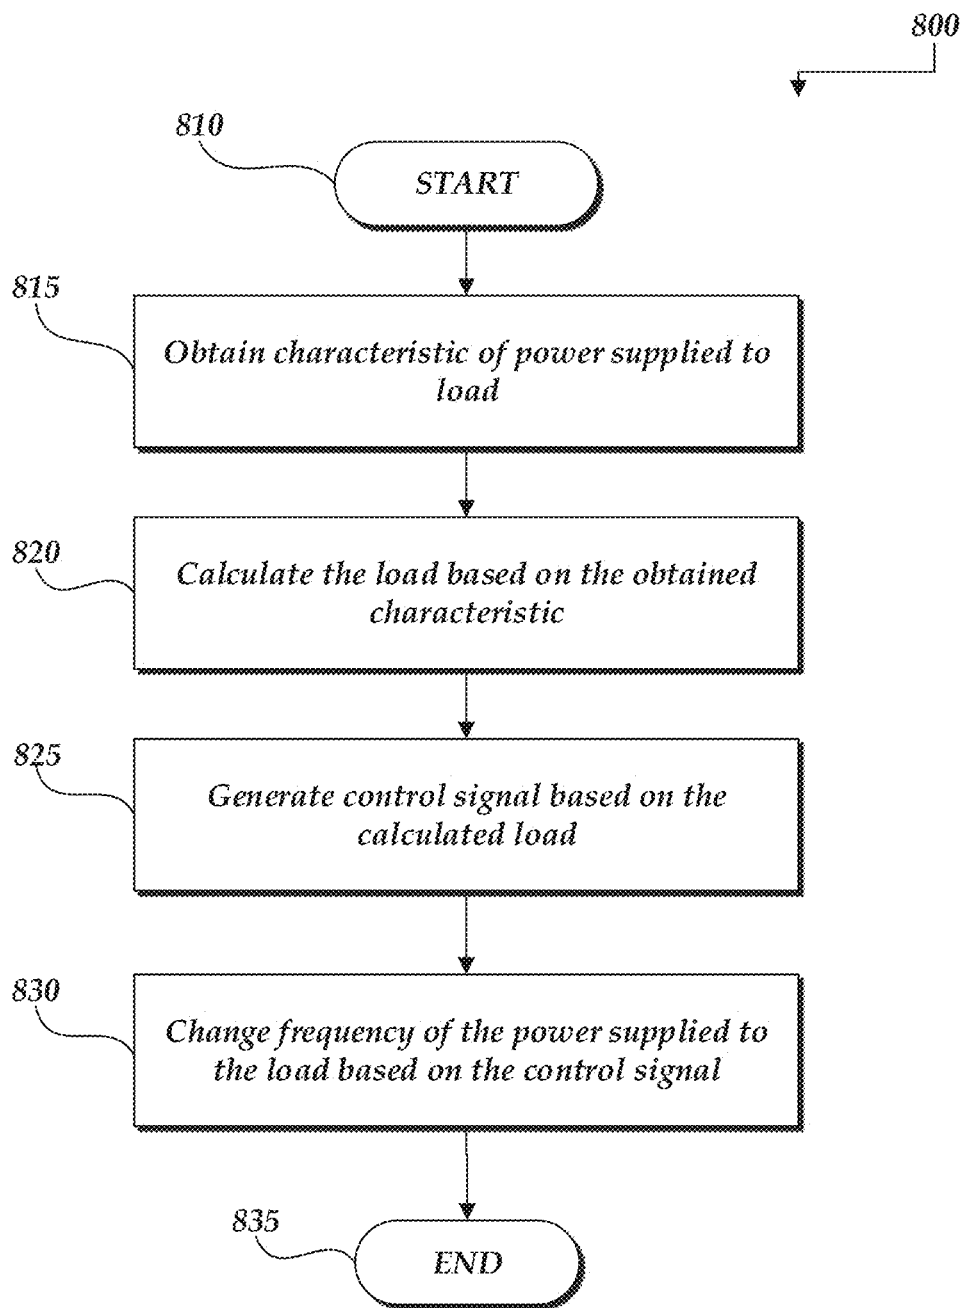 800
810
START
815
Obtain characteristic of power supplied to
load
820
Calculate the load based on the obtained
characteristic
825
Generate control signal based on the
calculated load
830
Change frequency of the power supplied to
the load based on the control signal
835
END